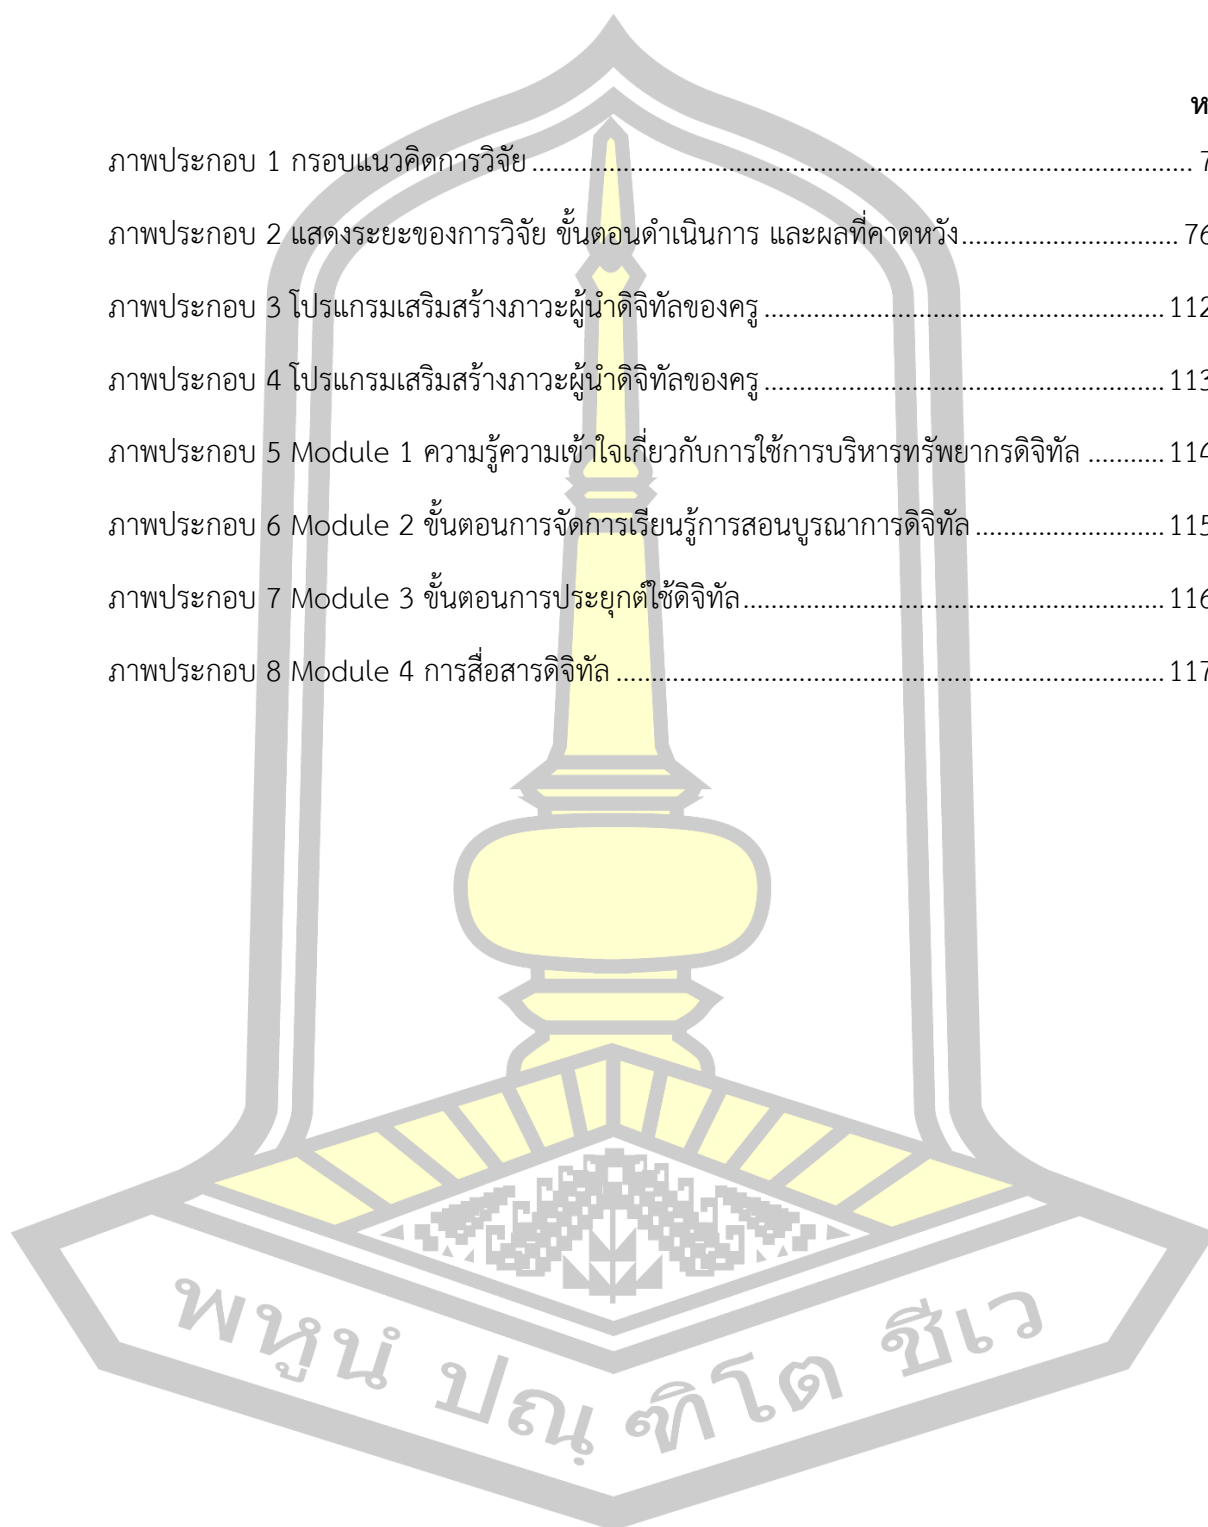 ห
ภาพประกอบ 1 กรอบแนวคิดการวิจัย .............................................................................................. 7
ภาพประกอบ 2 แสดงระยะของการวิจัย ขั้นตอนดำเนินการ และผลที่คาดหวัง ............................... 76
ภาพประกอบ 3 โปรแกรมเสริมสร้างภาวะผู้นำดิจิทัลของครู ......................................................... 112
ภาพประกอบ 4 โปรแกรมเสริมสร้างภาวะผู้นำดิจิทัลของครู ......................................................... 113
ภาพประกอบ 5 Module 1 ความรู้ความเข้าใจเกี่ยวกับการใช้การบริหารทรัพยากรดิจิทัล ........... 114
ภาพประกอบ 6 Module 2 ขั้นตอนการจัดการเรียนรู้การสอนบูรณาการดิจิทัล ........................... 115
ภาพประกอบ 7 Module 3 ขั้นตอนการประยุกต์ใช้ดิจิทัล ............................................................ 116
ภาพประกอบ 8 Module 4 การสื่อสารดิจิทัล .............................................................................. 117
พหูนํ ปณฺฑิโต ชีเว